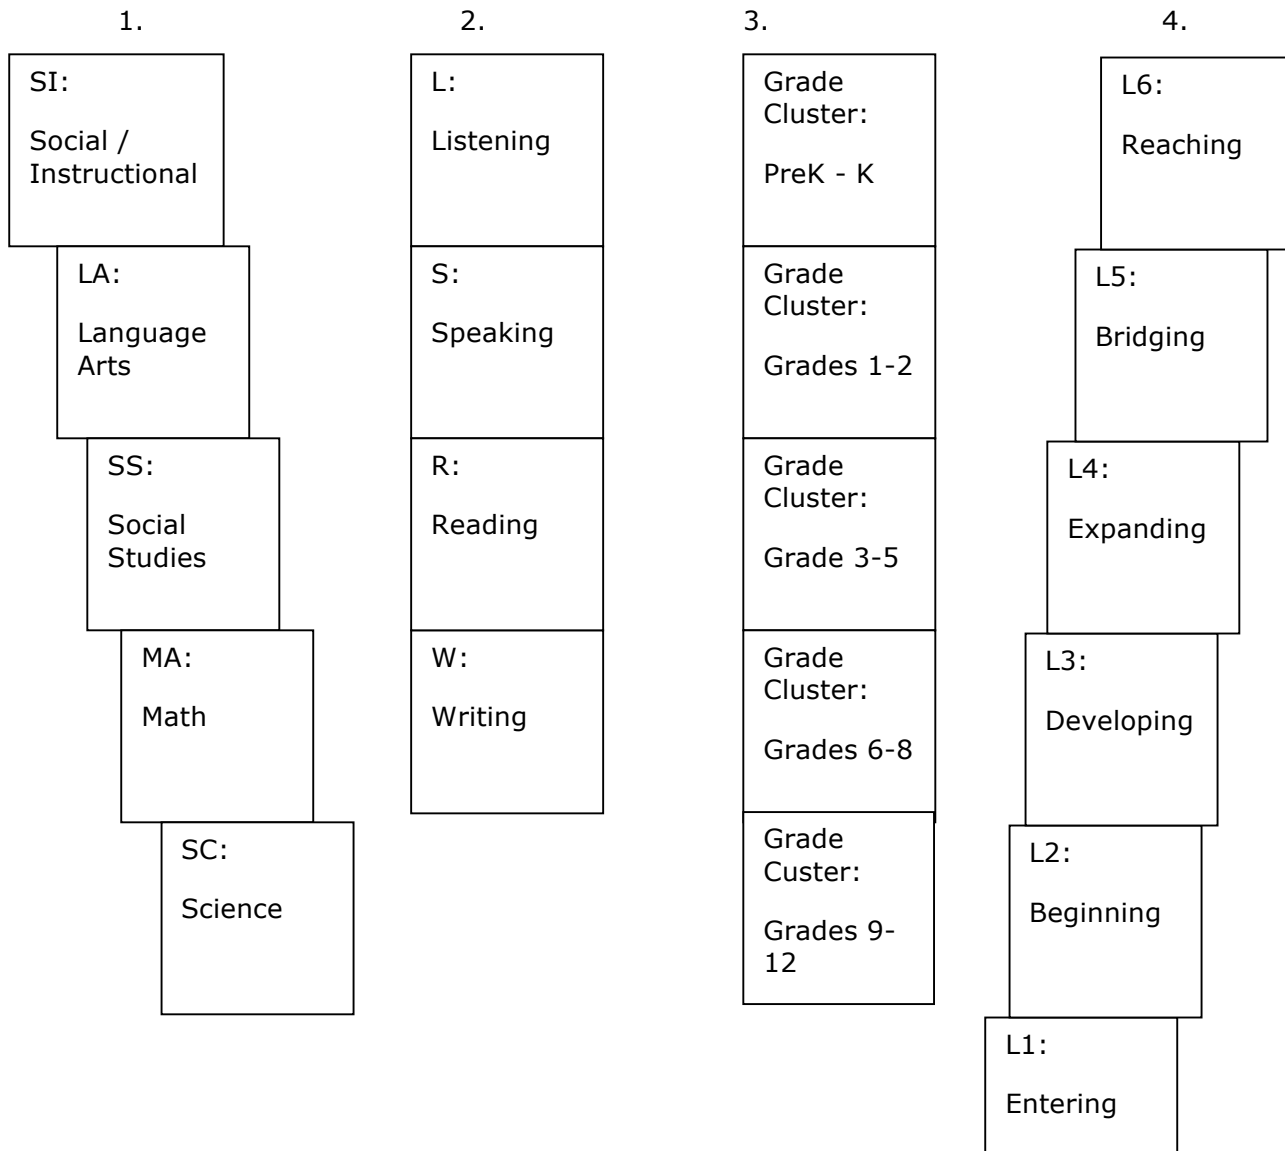 1.
SI:
Social /
Instructional
LA:
Language
Arts
SS:
Social
Studies
MA:
Math
SC:
Science
2.
L:
Listening
S:
Speaking
R:
Reading
W:
Writing
3.
Grade
Cluster:
PreK - K
Grade
Cluster:
Grades 1-2
Grade
Cluster:
Grade 3-5
Grade
Cluster:
Grades 6-8
Grade
Custer:
Grades 9-
12
4.
L6:
Reaching
L5:
Bridging
L4:
Expanding
L3:
Developing
L2:
Beginning
L1:
Entering